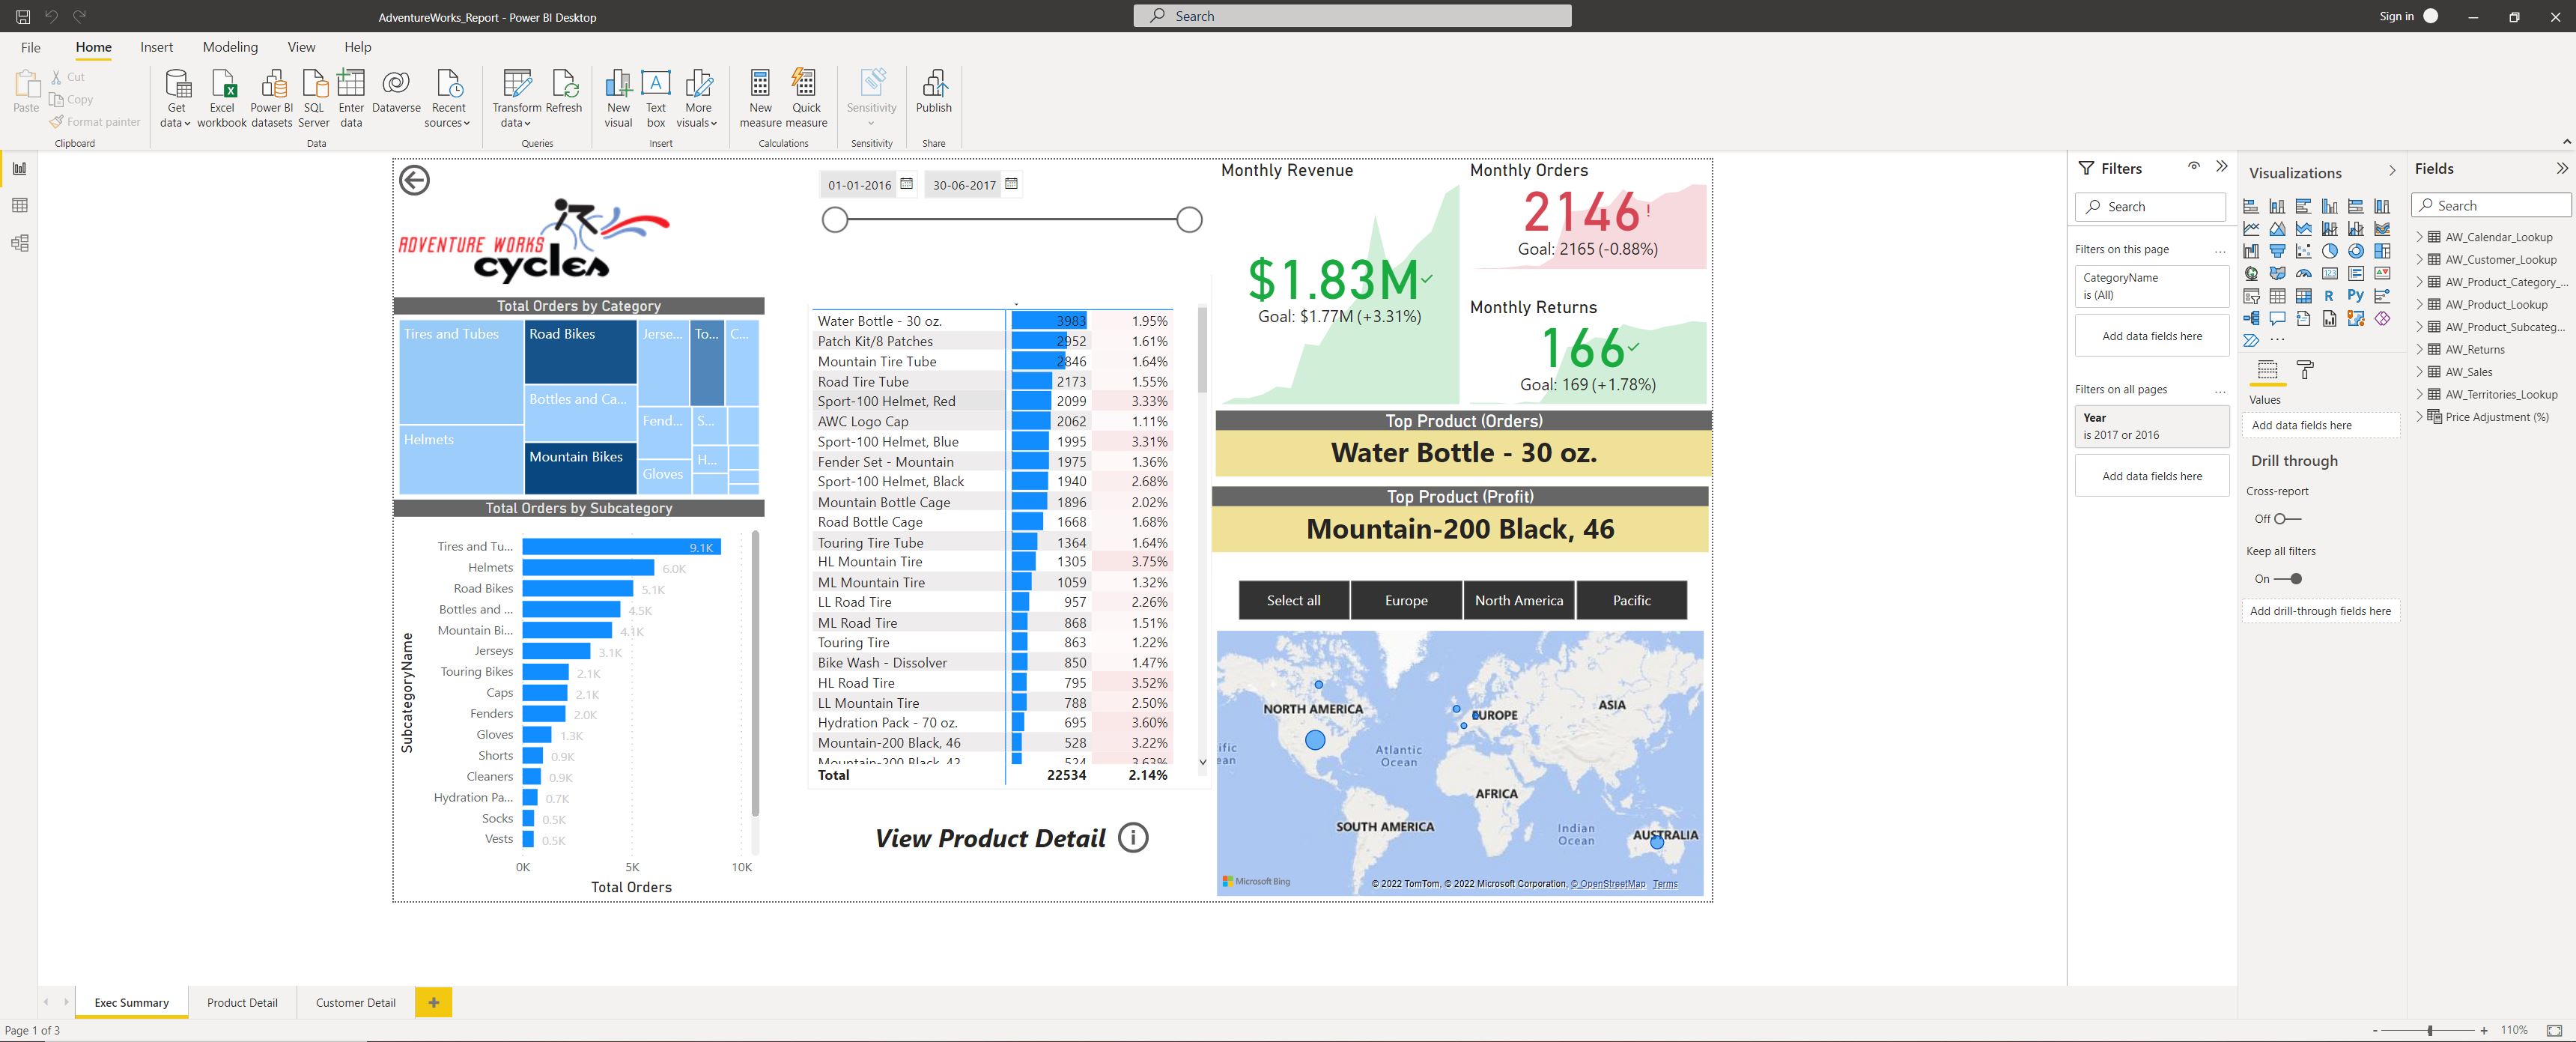 AdventureWorks_Report - Power BI Desktop
Search
Sign in
File Home Insert Modeling View Help
Paste
Cut
Copy
Format painter
Clipboard
Get data
Excel workbook
Power BI datasets
SQL Server
Enter data
Dataverse
Recent sources
Data
Transform data
Refresh
Queries
New visual
Text box
More visuals
Insert
New measure
Quick measure
Calculations
Sensitivity
Sensitivity
Publish
Share
ADVENTURE WORKS
cycles
Total Orders by Category
Tires and Tubes
Helmets
Road Bikes
Bottles and Ca...
Mountain Bikes
Jerse...
Fend...
Gloves
To...
C...
S...
H...
Total Orders by Subcategory
SubcategoryName
Tires and Tu... 9.1K
Helmets 6.0K
Road Bikes 5.1K
Bottles and ... 4.5K
Mountain Bi... 4.1K
Jerseys 3.1K
Touring Bikes 2.1K
Caps 2.1K
Fenders 2.0K
Gloves 1.3K
Shorts 0.9K
Cleaners 0.9K
Hydration Pa... 0.7K
Socks 0.5K
Vests 0.5K
0K 5K 10K
Total Orders
01-01-2016 30-06-2017
Water Bottle - 30 oz. 3983 1.95%
Patch Kit/8 Patches 2952 1.61%
Mountain Tire Tube 2846 1.64%
Road Tire Tube 2173 1.55%
Sport-100 Helmet, Red 2099 3.33%
AWC Logo Cap 2062 1.11%
Sport-100 Helmet, Blue 1995 3.31%
Fender Set - Mountain 1975 1.36%
Sport-100 Helmet, Black 1940 2.68%
Mountain Bottle Cage 1896 2.02%
Road Bottle Cage 1668 1.68%
Touring Tire Tube 1364 1.64%
HL Mountain Tire 1305 3.75%
ML Mountain Tire 1059 1.32%
LL Road Tire 957 2.26%
ML Road Tire 868 1.51%
Touring Tire 863 1.22%
Bike Wash - Dissolver 850 1.47%
HL Road Tire 795 3.52%
LL Mountain Tire 788 2.50%
Hydration Pack - 70 oz. 695 3.60%
Mountain-200 Black, 46 528 3.22%
Mountain-200 Black, 42 524 3.63%
Total 22534 2.14%
View Product Detail
Monthly Revenue
$1.83M
Goal: $1.77M (+3.31%)
Monthly Orders
2146!
Goal: 2165 (-0.88%)
Monthly Returns
166
Goal: 169 (+1.78%)
Top Product (Orders)
Water Bottle - 30 oz.
Top Product (Profit)
Mountain-200 Black, 46
Select all Europe North America Pacific
NORTH AMERICA
EUROPE
ASIA
ific
ean
Atlantic
Ocean
AFRICA
SOUTH AMERICA
Indian
Ocean
AUSTRALIA
Microsoft Bing
© 2022 TomTom, © 2022 Microsoft Corporation, © OpenStreetMap Terms
Filters
Search
Filters on this page
...
CategoryName
is (All)
Add data fields here
Filters on all pages
...
Year
is 2017 or 2016
Add data fields here
Visualizations
R
Py
...
Values
Add data fields here
Drill through
Cross-report
Off
Keep all filters
On
Add drill-through fields here
Fields
Search
AW_Calendar_Lookup
AW_Customer_Lookup
AW_Product_Category_...
AW_Product_Lookup
AW_Product_Subcateg...
AW_Returns
AW_Sales
AW_Territories_Lookup
Price Adjustment (%)
Exec Summary Product Detail Customer Detail +
Page 1 of 3
- + 110%